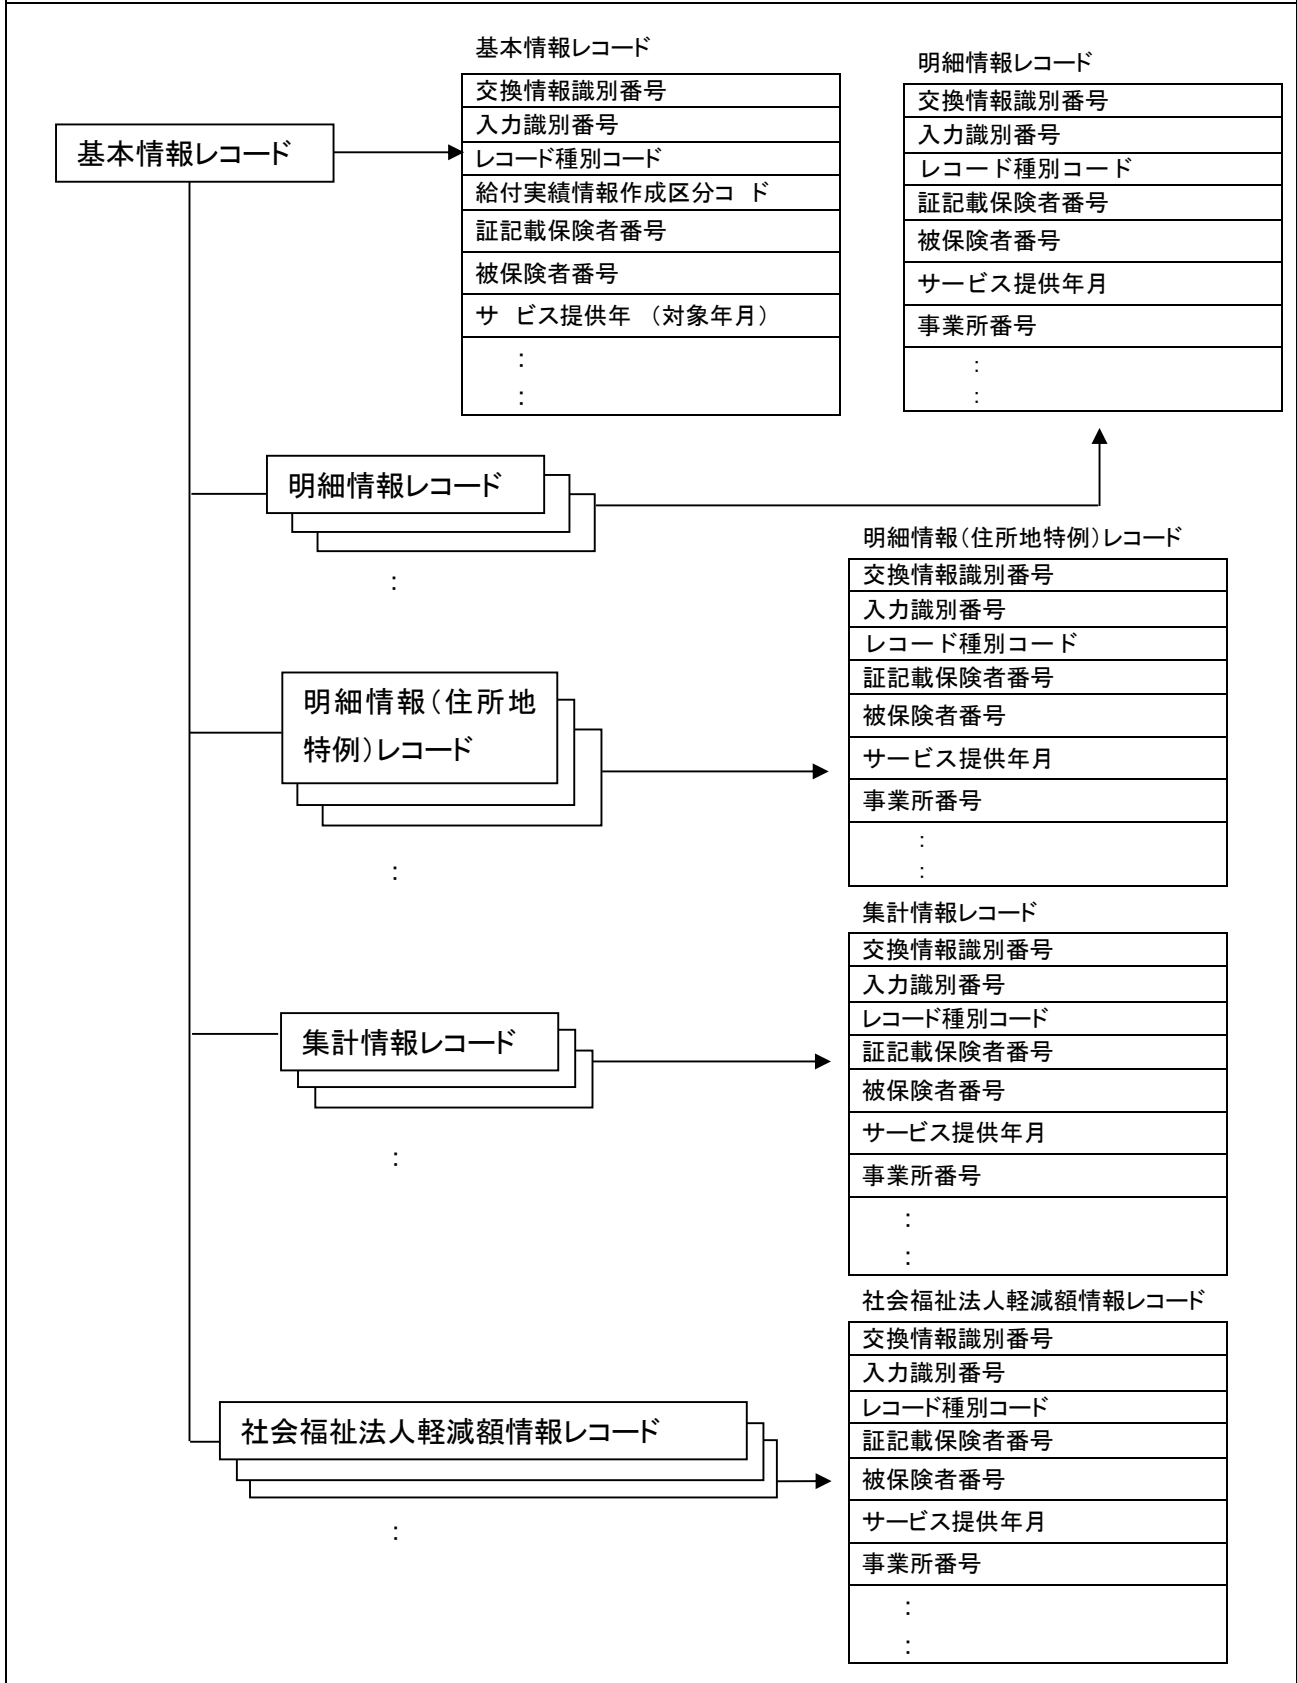 基本情報レコード
交換情報識別番号
入力識別番号
レコード種別コード
給付実績情報作成区分コ ド
証記載保険者番号
被保険者番号
サ ビス提供年 （対象年月）
：
：
明細情報レコード
交換情報識別番号
入力識別番号
レコード種別コード
証記載保険者番号
被保険者番号
サービス提供年月
事業所番号
：
：
基本情報レコード
明細情報レコード
：
明細情報（住所地特例）レコード
交換情報識別番号
入力識別番号
レコード種別コード
証記載保険者番号
被保険者番号
サービス提供年月
事業所番号
：
：
明細情報（住所地
特例）レコード
：
集計情報レコード
交換情報識別番号
入力識別番号
レコード種別コード
証記載保険者番号
被保険者番号
サービス提供年月
事業所番号
：
：
集計情報レコード
：
社会福祉法人軽減額情報レコード
交換情報識別番号
入力識別番号
レコード種別コード
証記載保険者番号
被保険者番号
サービス提供年月
事業所番号
：
：
社会福祉法人軽減額情報レコード
：